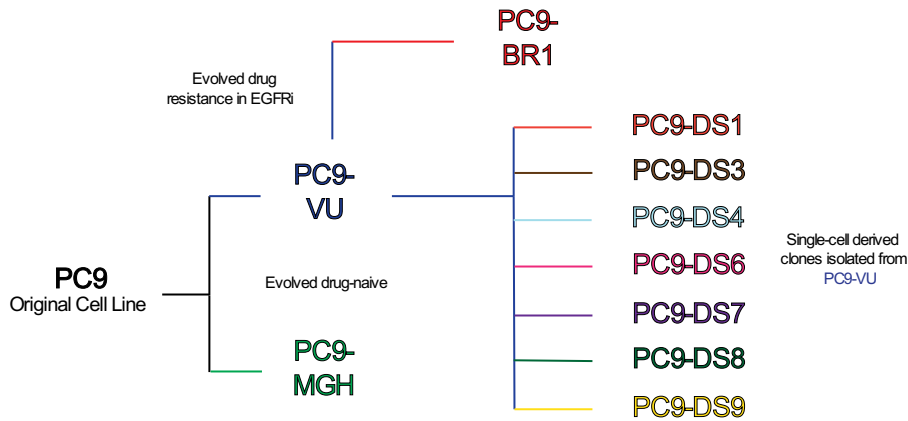 PC9-
BR1
Evolved drug
resistance in EGFRi
PC9-DS1
PC9-
VU
PC9-DS3
PC9-DS4
Single-cell derived
clones isolated from
PC9-VU
PC9
Original Cell Line
Evolved drug-naive
PC9-DS6
PC9-DS7
PC9-
MGH
PC9-DS8
PC9-DS9